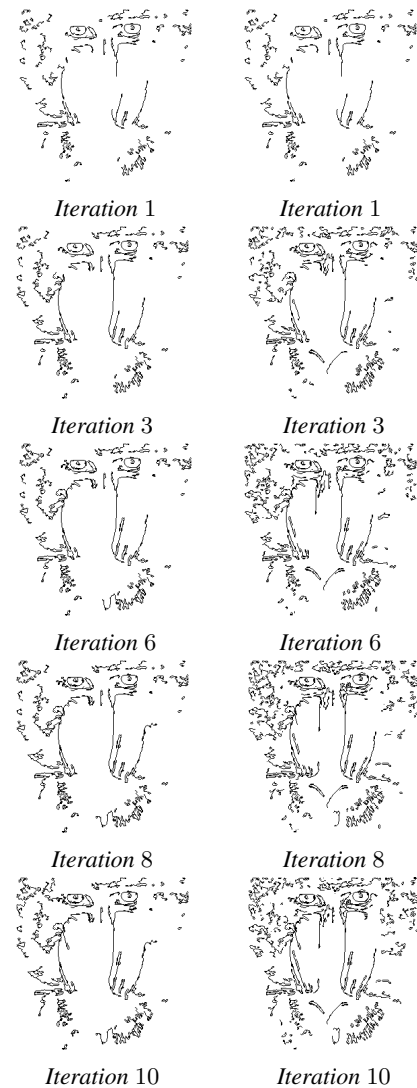 Iteration 1 Iteration 1
Iteration 3 Iteration 3
Iteration 6 Iteration 6
Iteration 8 Iteration 8
Iteration 10 Iteration 10